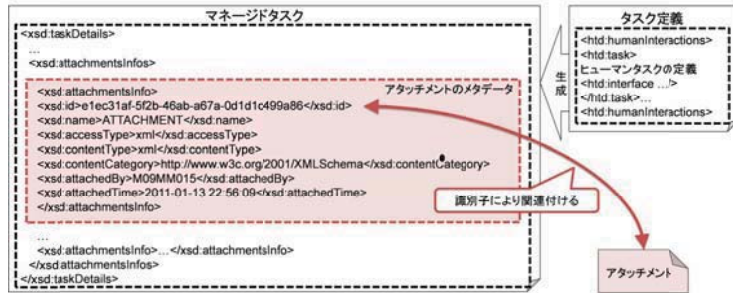 マネージドタスク
<xsd:taskDetails>
...
<xsd:attachmentsInfos>
<xsd:attachmentsInfo>
アタッチメントのメタデータ
<xsd:id>e1ec31af-5f2b-46ab-a67a-0d1d1c499a86</xsd:id>
<xsd:name>ATTACHMENT</xsd:name>
<xsd:accessType>xml</xsd:accessType>
<xsd:contentType>xml</xsd:contentType>
<xsd:contentCategory>http://www.w3c.org/2001/XMLSchema</xsd:contentCategory>
<xsd:attachedBy>M09MM015</xsd:attachedBy>
<xsd:attachedTime>2011-01-13 22:56:09</xsd:attachedTime>
</xsd:attachmentsInfo>
...
<xsd:attachmentsInfo>...</xsd:attachmentsInfo>
</xsd:attachmentsInfos>
</xsd:taskDetails>
生成
タスク定義
<htd:humanInteractions>
<htd:task>
ヒューマンタスクの定義
<htd:interface .../>
</htd:task>...
<htd:humanInteractions>
識別子により関連付ける
アタッチメント